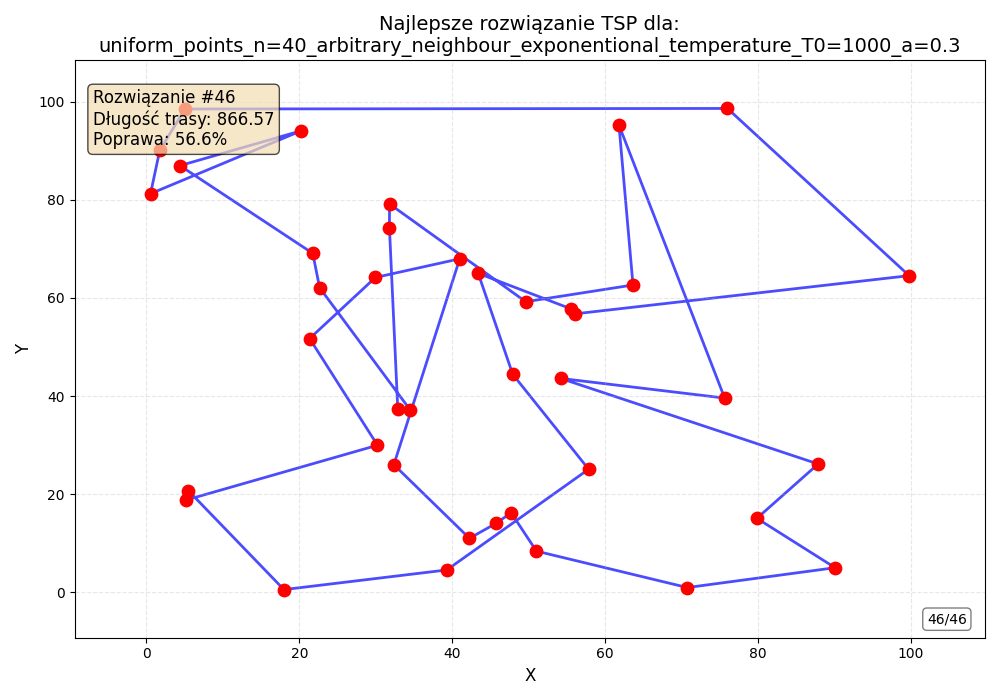 Najlepsze rozwiązanie TSP dla:
uniform_points_n=40_arbitrary_neighbour_exponentional_temperature_T0=1000_a=0.3
Rozwiązanie #46
Długość trasy: 866.57
Poprawa: 56.6%
100
80
60
40
20
0
Y
46/46
0 20 40 60 80 100
X